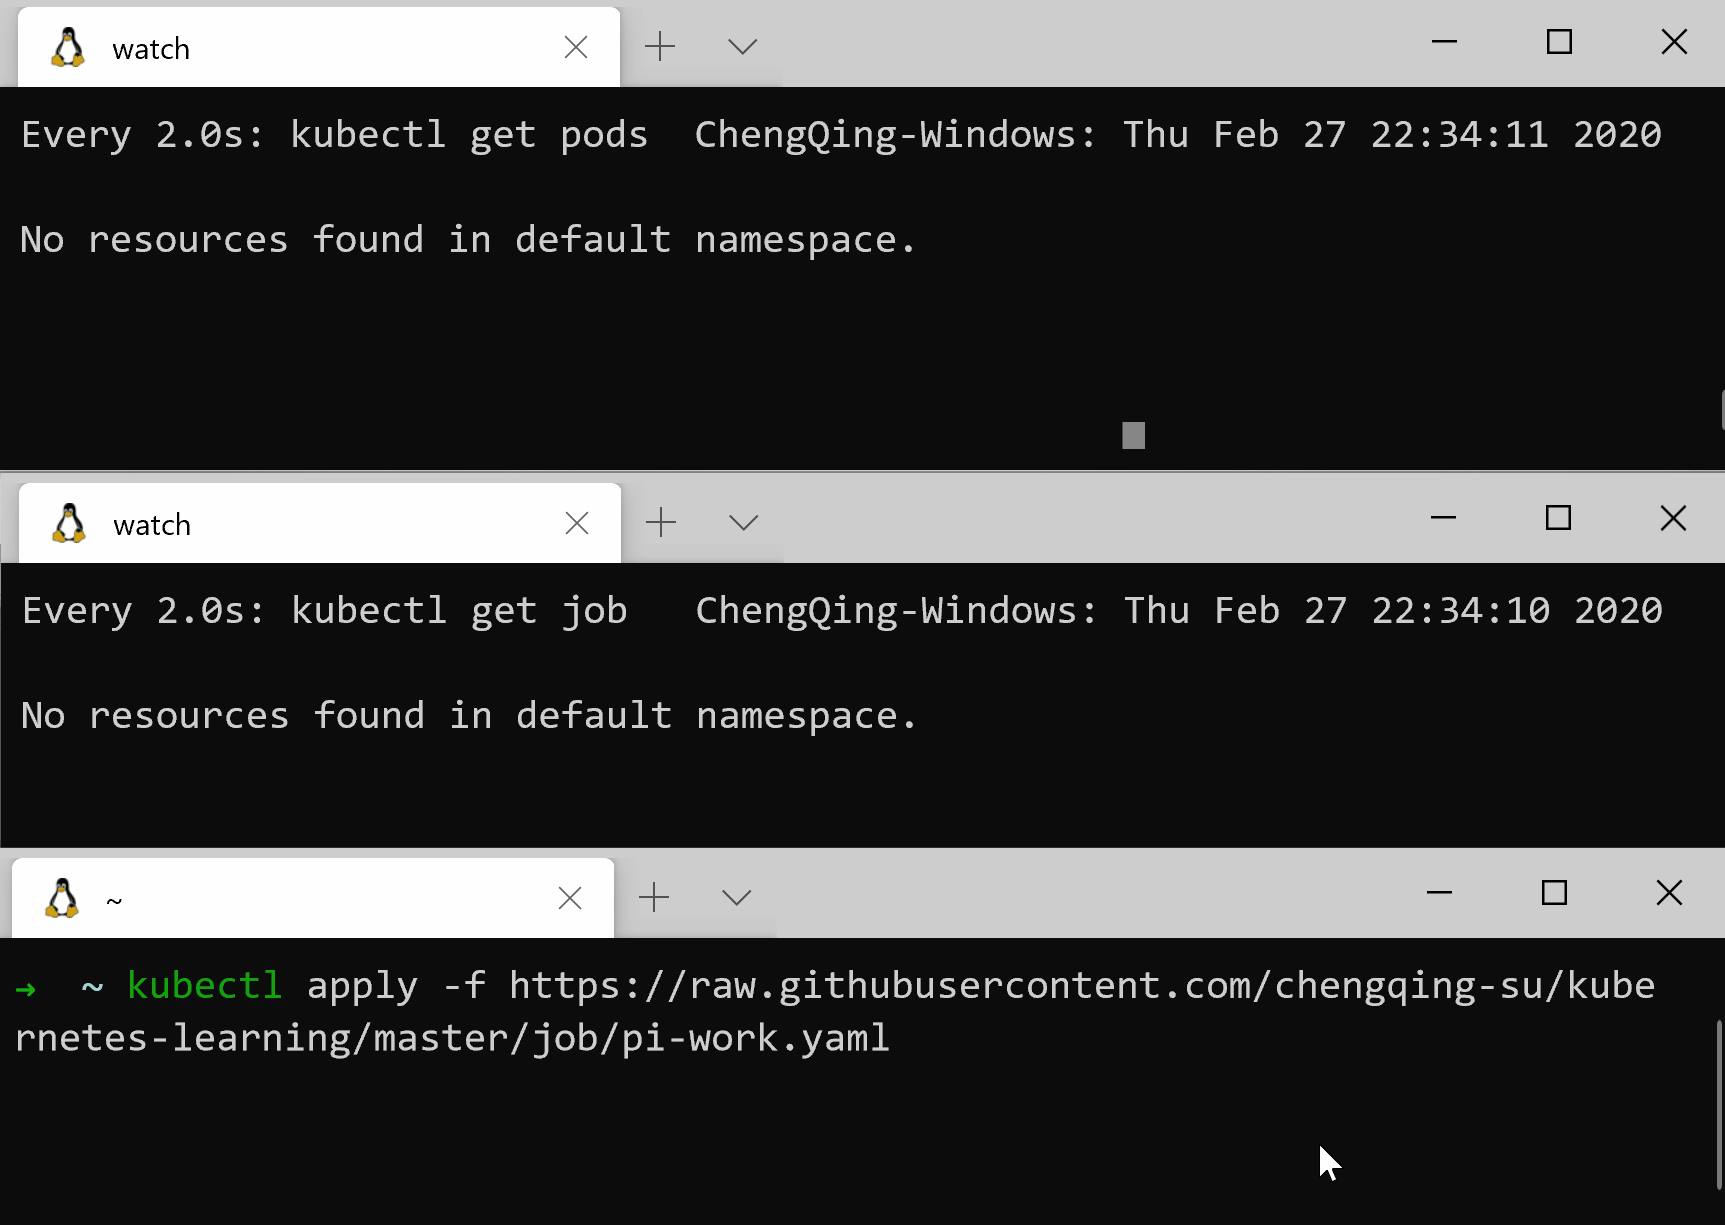 watch
Every 2.0s: kubectl get pods  ChengQing-Windows: Thu Feb 27 22:34:11 2020
No resources found in default namespace.
watch
Every 2.0s: kubectl get job   ChengQing-Windows: Thu Feb 27 22:34:10 2020
No resources found in default namespace.
~
→  ~ kubectl apply -f https://raw.githubusercontent.com/chengqing-su/kube
rnetes-learning/master/job/pi-work.yaml